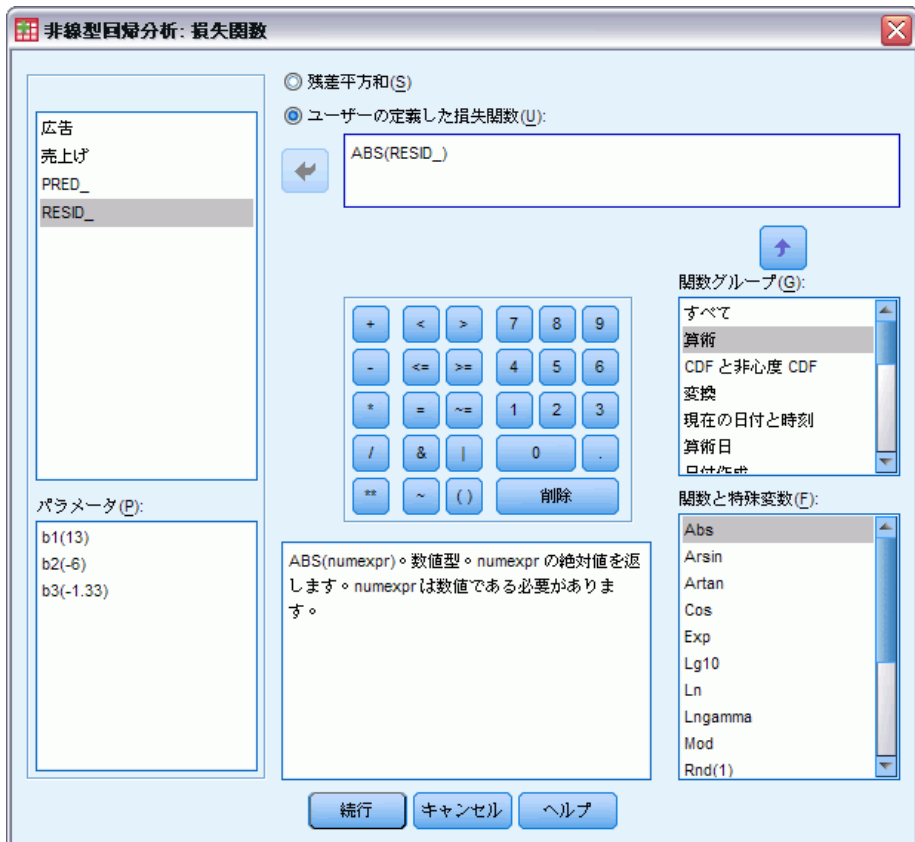 非線型回帰分析: 損失関数
残差平方和(S)
ユーザーの定義した損失関数(U):
ABS(RESID_)
広告
売上げ
PRED_
RESID_
パラメータ(P):
b1(13)
b2(-6)
b3(-1.33)
+ < > 7 8 9
- <= >= 4 5 6
* = ~= 1 2 3
/ & | 0 .
** ~ ( ) 削除
ABS(numexpr)。数値型。numexpr の絶対値を返
します。numexpr は数値である必要がありま
す。
関数グループ(G):
すべて
算術
CDF と非心度 CDF
変換
現在の日付と時刻
算術日
日付作成
関数と特殊変数(F):
Abs
Arsin
Artan
Cos
Exp
Lg10
Ln
Lngamma
Mod
Rnd(1)
続行 キャンセル ヘルプ